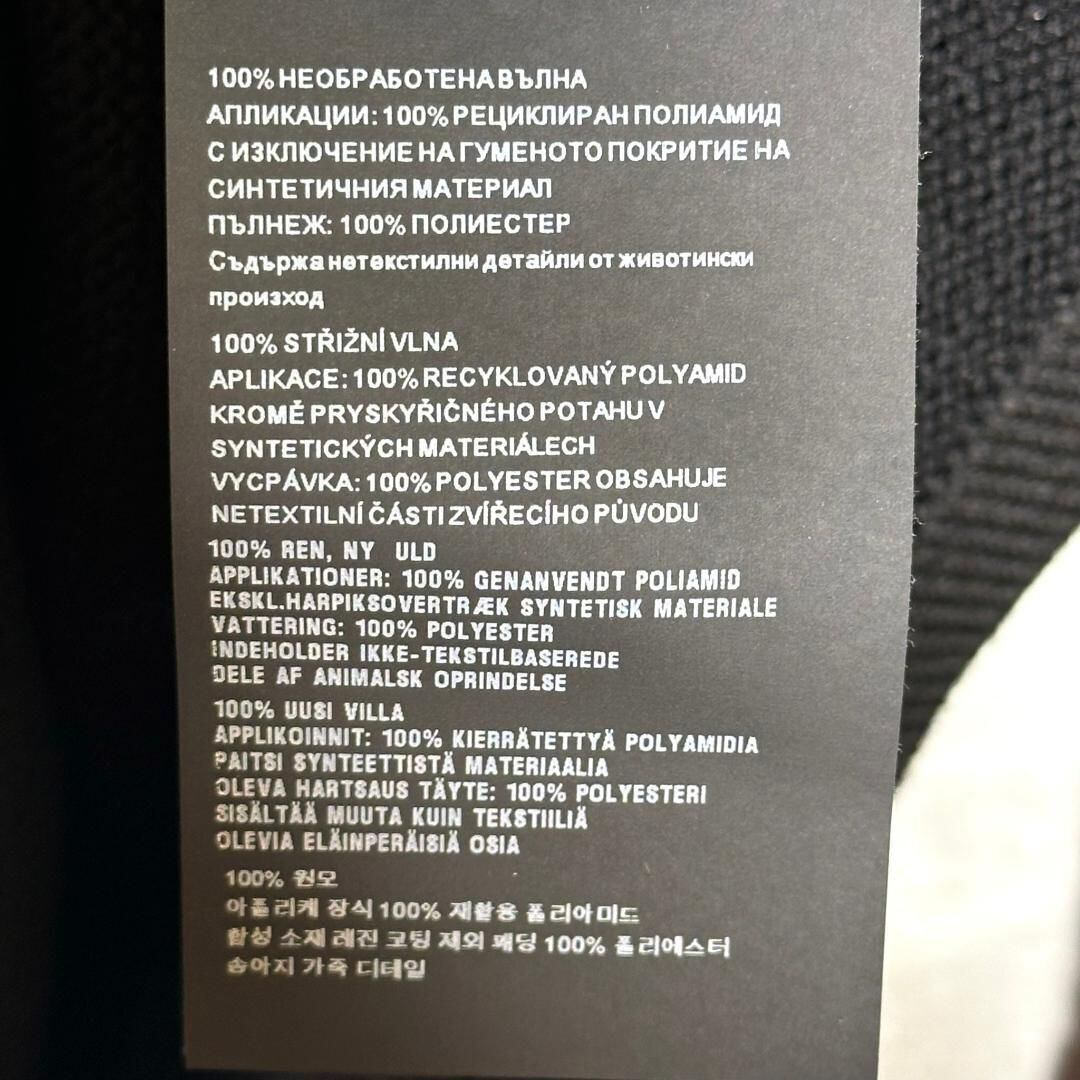 100% НЕОБРАБОТЕНА ВЪЛНА
АПЛИКАЦИИ: 100% РЕЦИКЛИРАН ПОЛИАМИД
С ИЗКЛЮЧЕНИЕ НА ГУМЕНОТО ПОКРИТИЕ НА
СИНТЕТИЧНИЯ МАТЕРИАЛ
ПЪЛНЕЖ: 100% ПОЛИЕСТЕР
Съдържа нетекстилни детайли от животински
произход
100% STŘIŽNÍ VLNA
APLIKACE: 100% RECYKLOVANÝ POLYAMID
KROMĚ PRYSKYŘIČNÉHO POTAHU V
SYNTETICKÝCH MATERIÁLECH
VYCPÁVKA: 100% POLYESTER OBSAHUJE
NETEXTILNÍ ČÁSTI ZVÍŘECÍHO PŮVODU
100% REN, NY ULD
APPLIKATIONER: 100% GENANVENDT POLIAMID
EKSKL.HARPIKSOVERTRÆK SYNTETISK MATERIALE
VATTERING: 100% POLYESTER
INDEHOLDER IKKE-TEKSTILBASEREDE
DELE AF ANIMALSK OPRINDELSE
100% UUSI VILLA
APPLIKOINNIT: 100% KIERRÄTETTYÄ POLYAMIDIA
PAITSI SYNTEETTISTÄ MATERIAALIA
OLEVA HARTSAUS TÄYTE: 100% POLYESTERI
SISÄLTÄÄ MUUTA KUIN TEKSTIILIÄ
OLEVIA ELÄINPERÄISIÄ OSIA
100% 원모
아플리케 장식 100% 재활용 폴리아미드
합성 소재 레진 코팅 제외 패딩 100% 폴리에스터
송아지 가죽 디테일